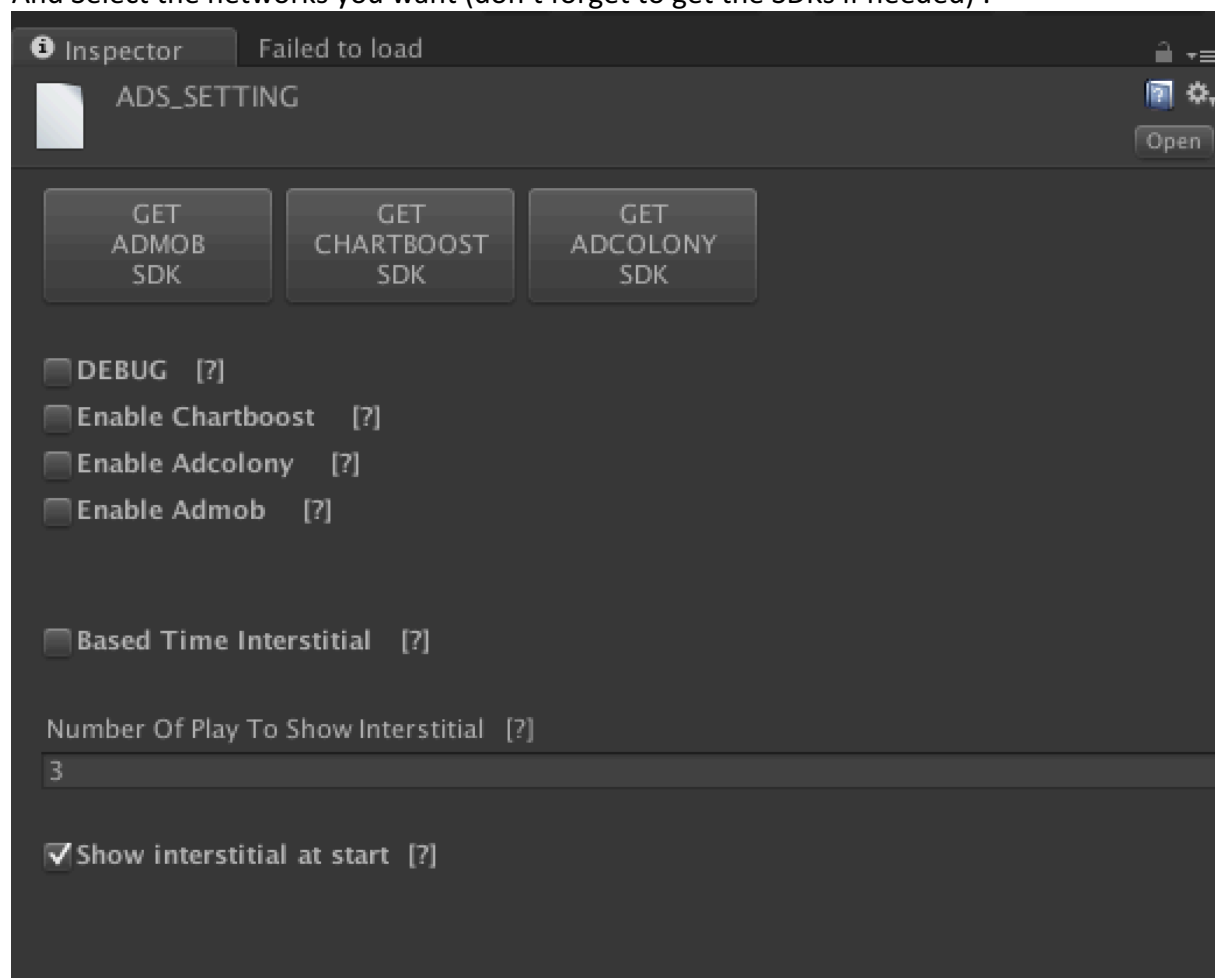 And Select the networks you want (don't forget to get the SDKs if needed) :
Inspector Failed to load
ADS_SETTING
Open
GET ADMOB SDK
GET CHARTBOOST SDK
GET ADCOLONY SDK
DEBUG [?]
Enable Chartboost [?]
Enable Adcolony [?]
Enable Admob [?]
Based Time Interstitial [?]
Number Of Play To Show Interstitial [?]
3
Show interstitial at start [?]